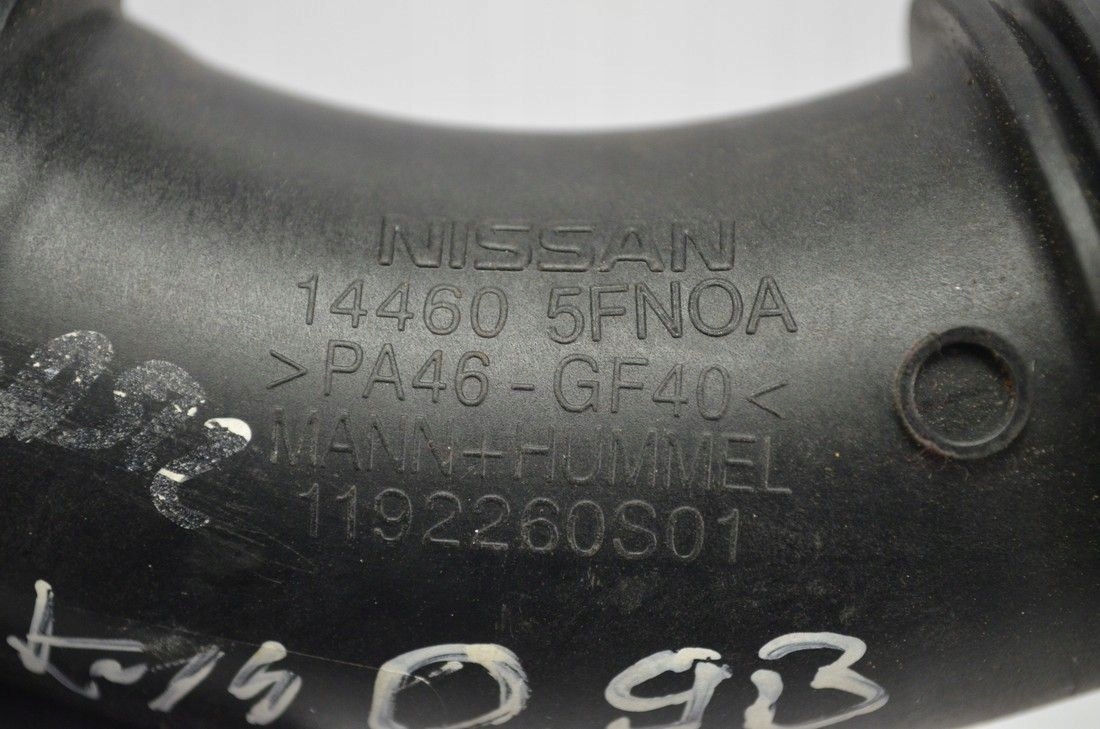 NISSAN
14460 5FN0A
>PA46-GF40<
MANN+HUMMEL
1192260S01